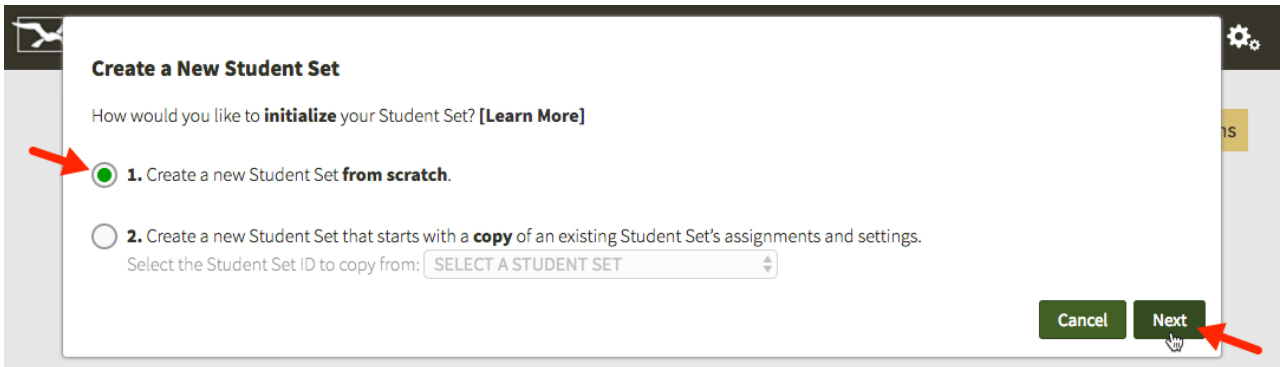 Create a New Student Set
How would you like to initialize your Student Set? [Learn More]
1. Create a new Student Set from scratch.
2. Create a new Student Set that starts with a copy of an existing Student Set's assignments and settings.
Select the Student Set ID to copy from: SELECT A STUDENT SET
Cancel Next